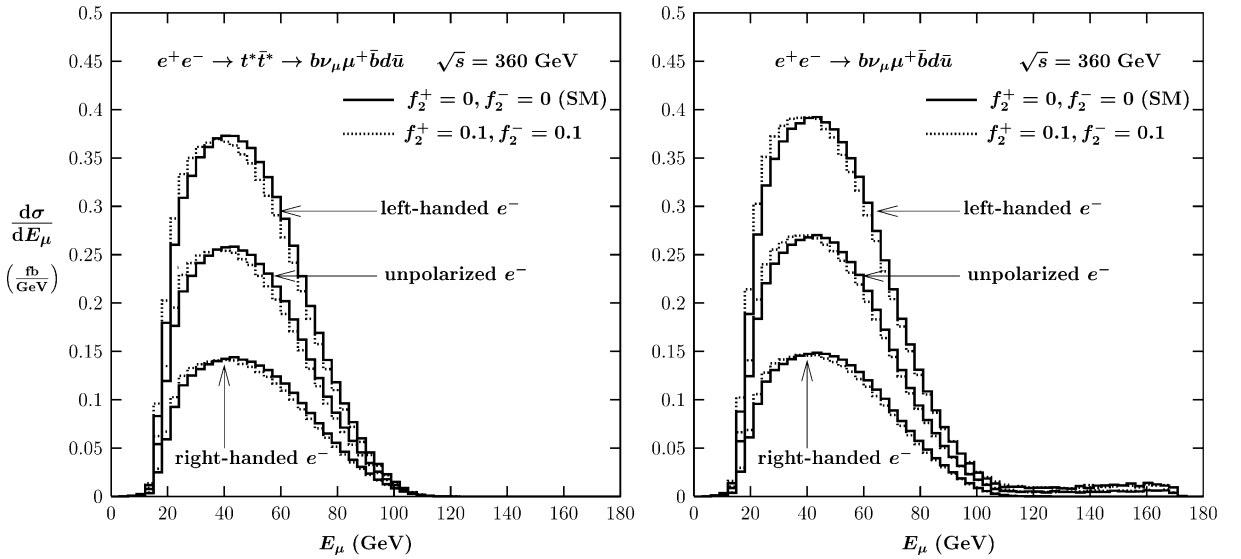 0.5
0.45
0.4
0.35
0.3
0.25
0.2
0.15
0.1
0.05
0
dσ
dE_μ
(fb
GeV)
e⁺e⁻ → t*t̄* → bν_μμ⁺b̄dū √s = 360 GeV
f₂⁺ = 0, f₂⁻ = 0 (SM)
f₂⁺ = 0.1, f₂⁻ = 0.1
left-handed e⁻
unpolarized e⁻
right-handed e⁻
0 20 40 60 80 100 120 140 160 180
E_μ (GeV)
0.5
0.45
0.4
0.35
0.3
0.25
0.2
0.15
0.1
0.05
0
e⁺e⁻ → bν_μμ⁺b̄dū √s = 360 GeV
f₂⁺ = 0, f₂⁻ = 0 (SM)
f₂⁺ = 0.1, f₂⁻ = 0.1
left-handed e⁻
unpolarized e⁻
right-handed e⁻
0 20 40 60 80 100 120 140 160 180
E_μ (GeV)